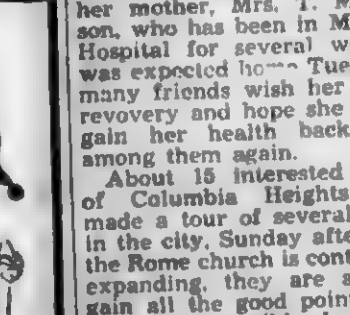 her mother, Mrs. T. M
son, who has been in M
Hospital for several w
was expected home Tue
many friends wish her
revovery and hope she
gain her health back
among them again.
About 15 interested
of Columbia Heights
made a tour of several
in the city, Sunday afte
the Rome church is cont
expanding, they are a
gain all the good poin